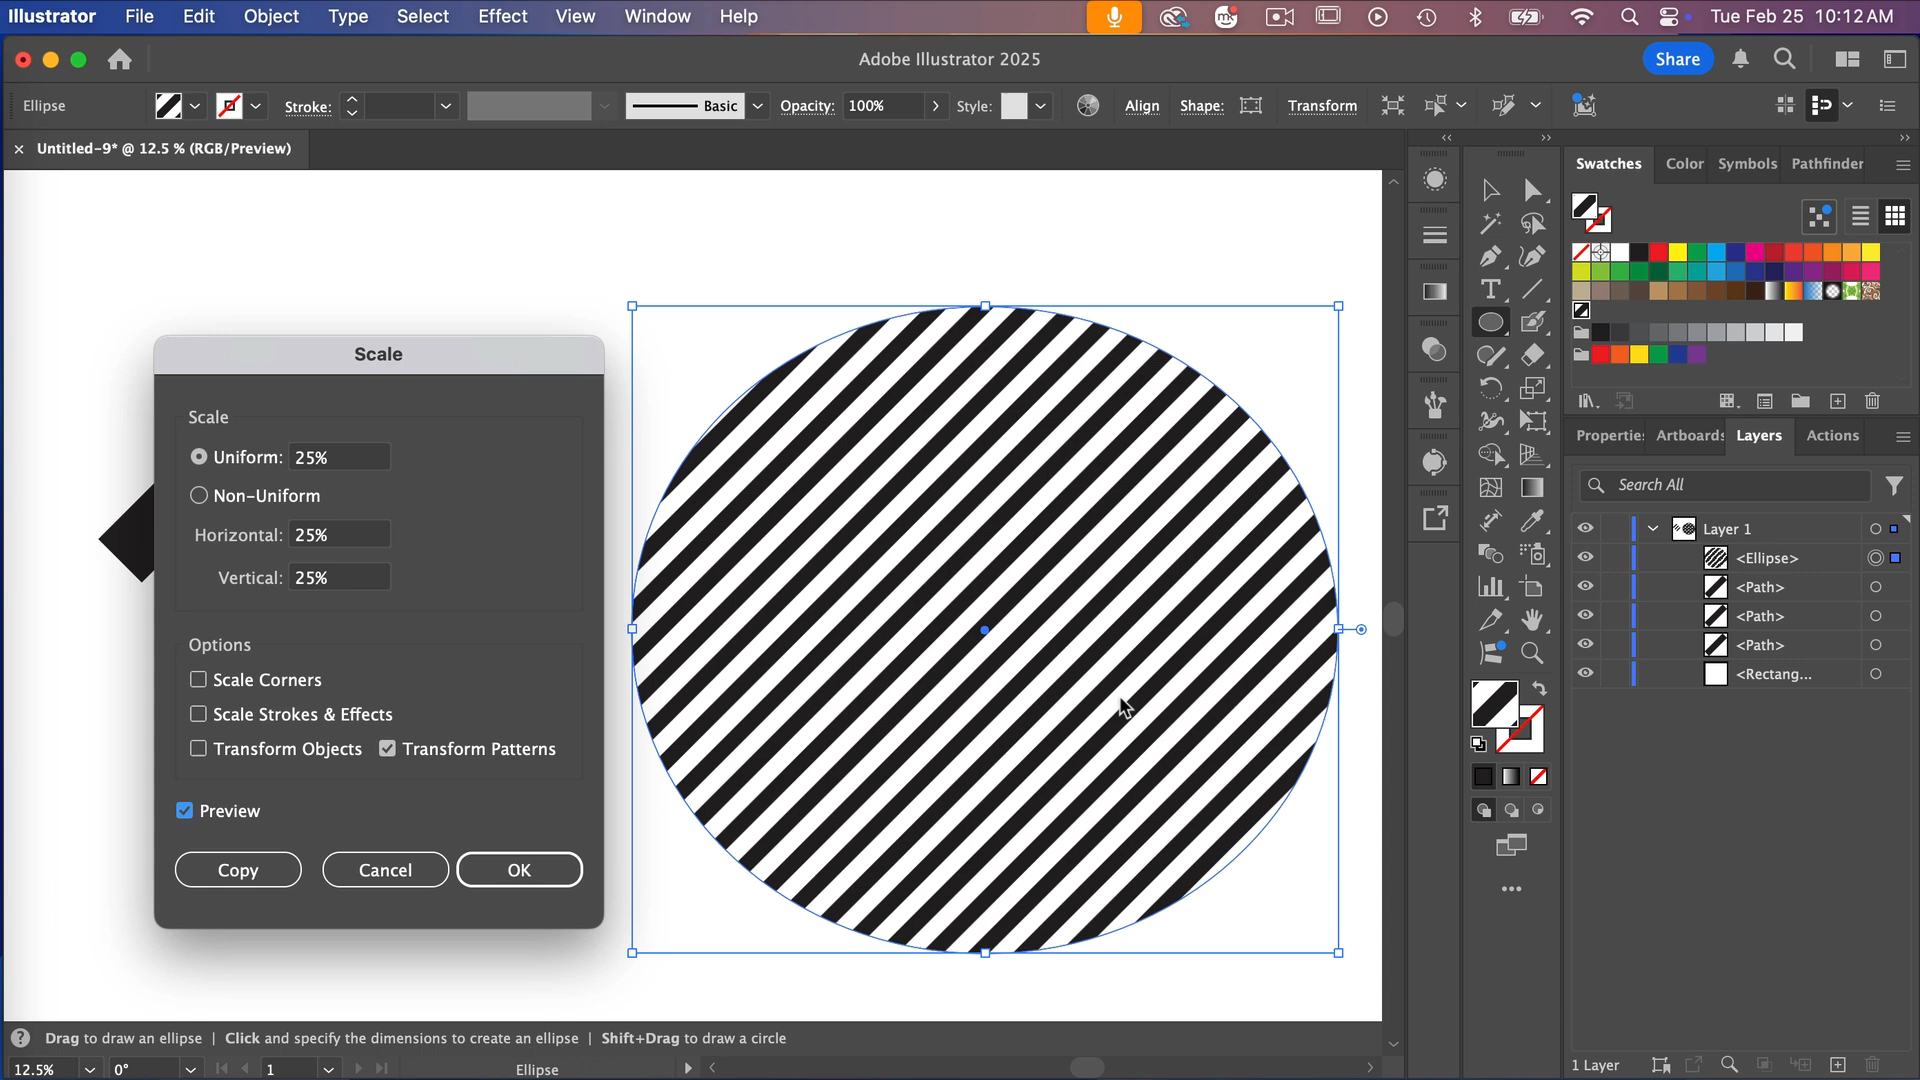 Illustrator File Edit Object Type Select Effect View Window Help Tue Feb 25 10:12 AM
Adobe Illustrator 2025
Share
Ellipse Stroke: Basic Opacity: 100% Style: Align Shape: Transform
Untitled-9* @ 12.5 % (RGB/Preview)
Swatches Color Symbols Pathfinder
Scale
Scale
Uniform: 25%
Non-Uniform
Horizontal: 25%
Vertical: 25%
Options
Scale Corners
Scale Strokes & Effects
Transform Objects Transform Patterns
Preview
Copy Cancel OK
Properties Artboards Layers Actions
Search All
Layer 1
<Ellipse>
<Path>
<Path>
<Path>
<Rectang...
Drag to draw an ellipse | Click and specify the dimensions to create an ellipse | Shift+Drag to draw a circle
12.5% 0° 1 Ellipse
1 Layer